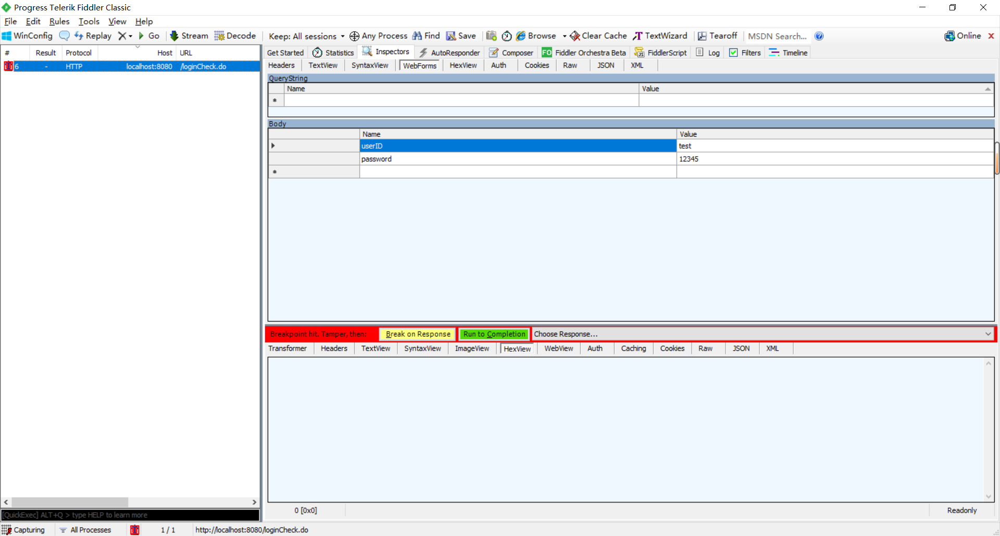 Progress Telerik Fiddler Classic
File Edit Rules Tools View Help
WinConfig Replay Go Stream Decode Keep: All sessions Any Process Find Save Browse Clear Cache TextWizard Tearoff MSDN Search... Online
# Result Protocol Host URL
6 - HTTP localhost:8080 /loginCheck.do
[QuickExec] ALT+Q > type HELP to learn more
Get Started Statistics Inspectors AutoResponder Composer FO Fiddler Orchestra Beta FiddlerScript Log Filters Timeline
Headers TextView SyntaxView WebForms HexView Auth Cookies Raw JSON XML
QueryString
Name Value
*
Body
Name Value
userID test
password 12345
*
Breakpoint hit. Tamper, then: Break on Response Run to Completion Choose Response...
Transformer Headers TextView SyntaxView ImageView HexView WebView Auth Caching Cookies Raw JSON XML
0 [0x0] Readonly
Capturing All Processes 1 / 1 http://localhost:8080/loginCheck.do